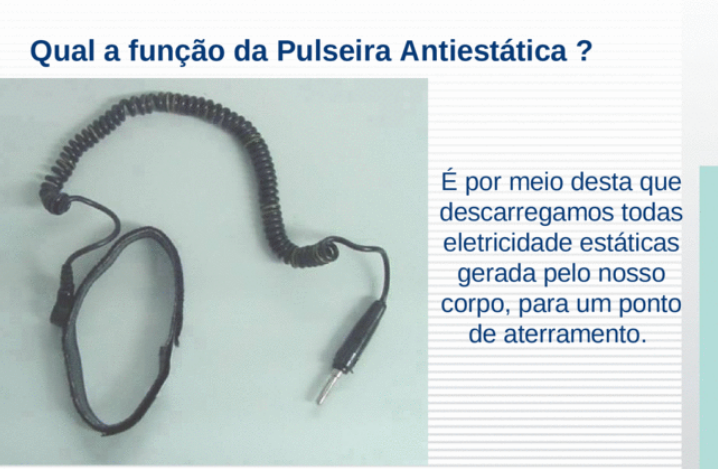 Qual a função da Pulseira Antiestática ?
É por meio desta que
descarregamos todas
eletricidade estáticas
gerada pelo nosso
corpo, para um ponto
de aterramento.